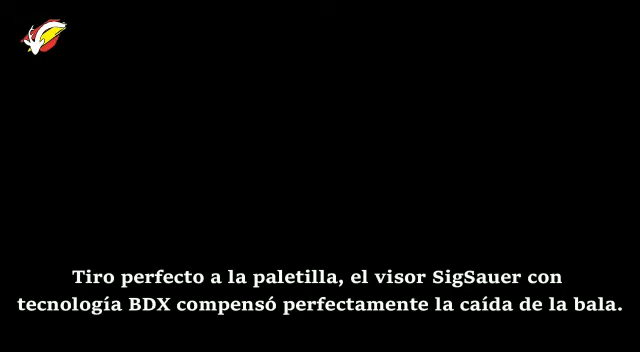 Tiro perfecto a la paletilla, el visor SigSauer con
tecnología BDX compensó perfectamente la caída de la bala.